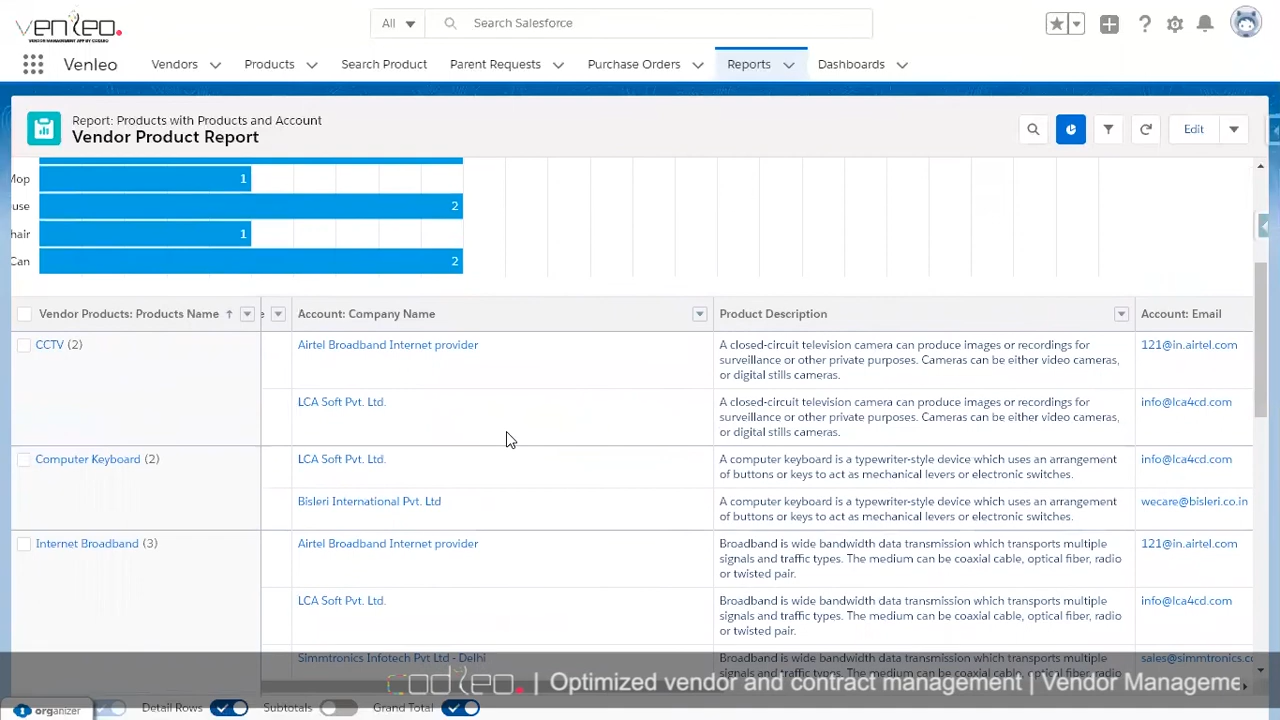 venleo.
VENDOR MANAGEMENT APP BY CODLEO
All
Search Salesforce
Venleo
Vendors
Products
Search Product
Parent Requests
Purchase Orders
Reports
Dashboards
Report: Products with Products and Account
Vendor Product Report
Edit
Mop
1
use
2
hair
1
Can
2
Vendor Products: Products Name
Account: Company Name
Product Description
Account: Email
CCTV (2)
Airtel Broadband Internet provider
A closed-circuit television camera can produce images or recordings for
surveillance or other private purposes. Cameras can be either video cameras,
or digital stills cameras.
121@in.airtel.com
LCA Soft Pvt. Ltd.
A closed-circuit television camera can produce images or recordings for
surveillance or other private purposes. Cameras can be either video cameras,
or digital stills cameras.
info@lca4cd.com
Computer Keyboard (2)
LCA Soft Pvt. Ltd.
A computer keyboard is a typewriter-style device which uses an arrangement
of buttons or keys to act as mechanical levers or electronic switches.
info@lca4cd.com
Bisleri International Pvt. Ltd
A computer keyboard is a typewriter-style device which uses an arrangement
of buttons or keys to act as mechanical levers or electronic switches.
wecare@bisleri.co.in
Internet Broadband (3)
Airtel Broadband Internet provider
Broadband is wide bandwidth data transmission which transports multiple
signals and traffic types. The medium can be coaxial cable, optical fiber, radio
or twisted pair.
121@in.airtel.com
LCA Soft Pvt. Ltd.
Broadband is wide bandwidth data transmission which transports multiple
signals and traffic types. The medium can be coaxial cable, optical fiber, radio
or twisted pair.
info@lca4cd.com
Simmtronics Infotech Pvt Ltd - Delhi
Broadband is wide bandwidth data transmission which transports multiple
sales@simmtronics.co
codleo. | Optimized vendor and contract management | Vendor Manageme
organizer
Detail Rows
Subtotals
Grand Total